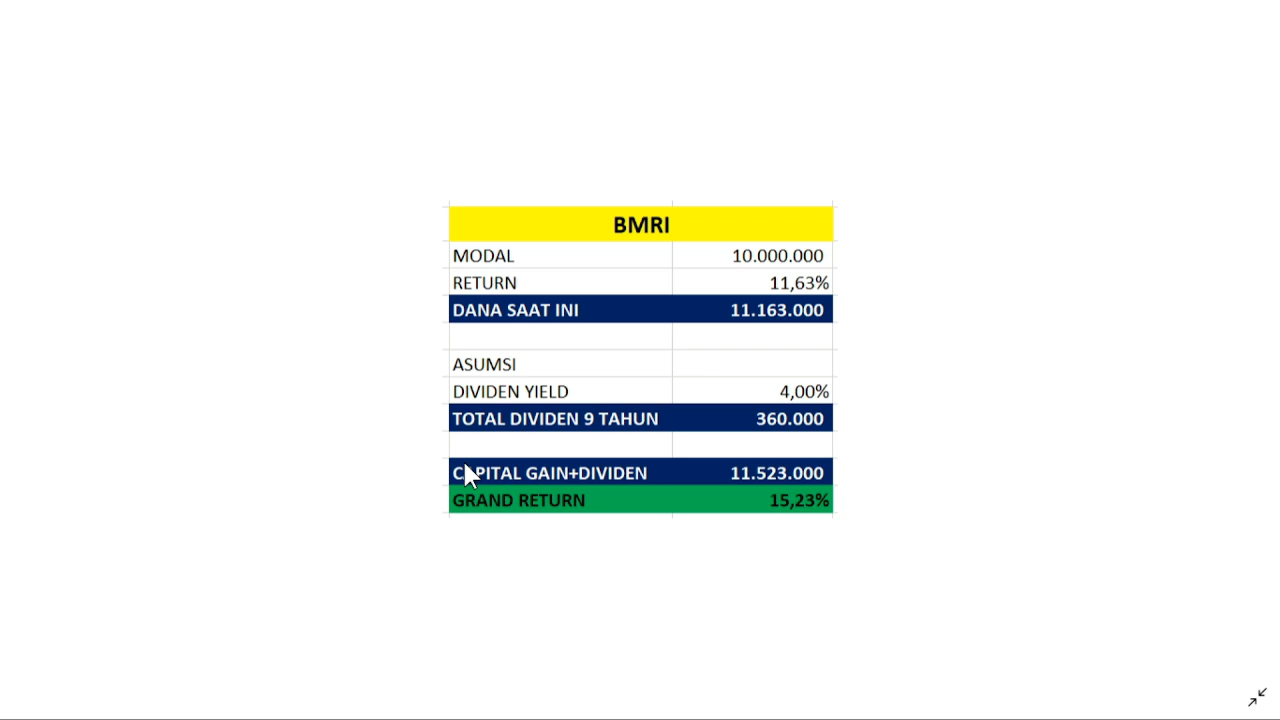 BMRI
MODAL 10.000.000
RETURN 11,63%
DANA SAAT INI 11.163.000
ASUMSI
DIVIDEN YIELD 4,00%
TOTAL DIVIDEN 9 TAHUN 360.000
CAPITAL GAIN+DIVIDEN 11.523.000
GRAND RETURN 15,23%